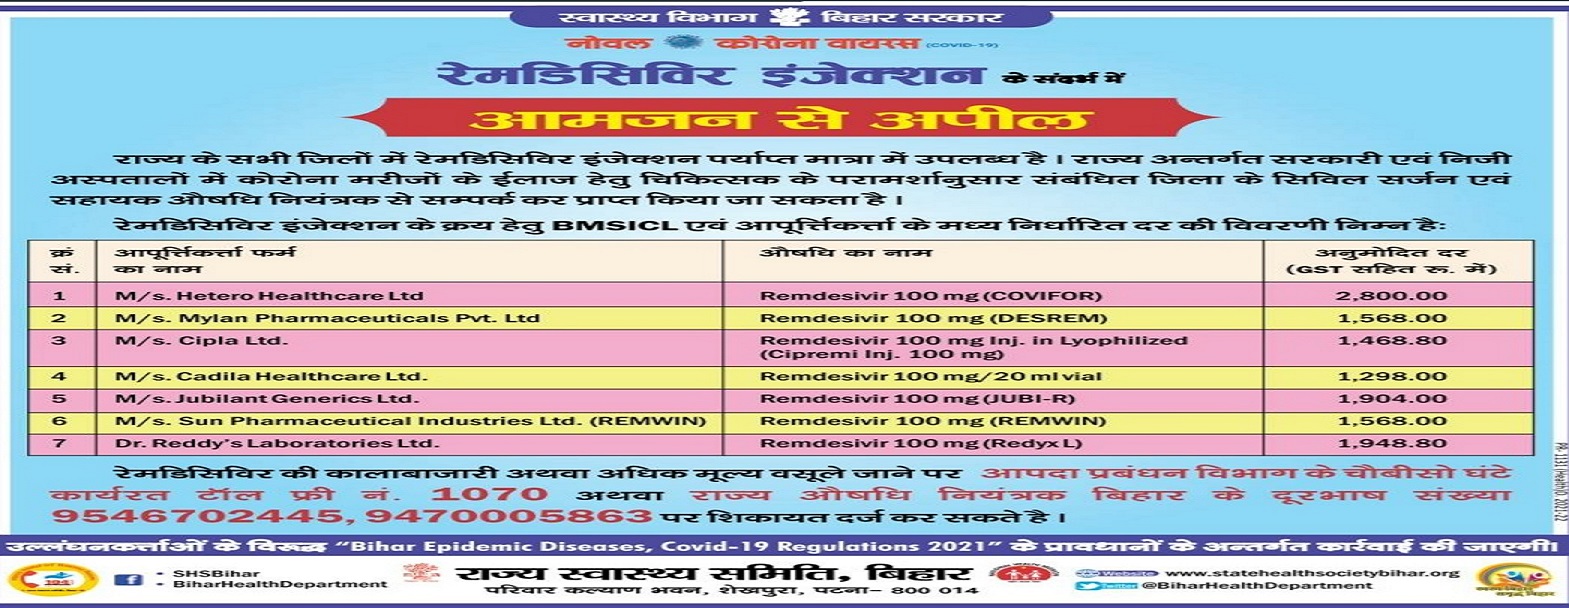 स्वास्थ्य विभाग बिहार सरकार
नोवल कोरोना वायरस (COVID-19)
रेमडिसिविर इंजेक्शन के संदर्भ में
आमजन से अपील
राज्य के सभी जिलों में रेमडिसिविर इंजेक्शन पर्याप्त मात्रा में उपलब्ध है। राज्य अन्तर्गत सरकारी एवं निजी
अस्पतालों में कोरोना मरीजों के ईलाज हेतु चिकित्सक के परामर्शानुसार संबंधित जिला के सिविल सर्जन एवं
सहायक औषधि नियंत्रक से सम्पर्क कर प्राप्त किया जा सकता है।
रेमडिसिविर इंजेक्शन के क्रय हेतु BMSICL एवं आपूर्त्तिकर्त्ता के मध्य निर्धारित दर की विवरणी निम्न है:
क्रं सं. आपूर्त्तिकर्त्ता फर्म का नाम औषधि का नाम अनुमोदित दर (GST सहित रू. में)
1 M/s. Hetero Healthcare Ltd Remdesivir 100 mg (COVIFOR) 2,800.00
2 M/s. Mylan Pharmaceuticals Pvt. Ltd Remdesivir 100 mg (DESREM) 1,568.00
3 M/s. Cipla Ltd. Remdesivir 100 mg Inj. in Lyophilized (Cipremi Inj. 100 mg) 1,468.80
4 M/s. Cadila Healthcare Ltd. Remdesivir 100 mg/20 ml vial 1,298.00
5 M/s. Jubilant Generics Ltd. Remdesivir 100 mg (JUBI-R) 1,904.00
6 M/s. Sun Pharmaceutical Industries Ltd. (REMWIN) Remdesivir 100 mg (REMWIN) 1,568.00
7 Dr. Reddy's Laboratories Ltd. Remdesivir 100 mg (Redyx L) 1,948.80
रेमडिसिविर की कालाबाजारी अथवा अधिक मूल्य वसूले जाने पर आपदा प्रबंधन विभाग के चौबीसो घंटे
कार्यरत टॉल फ्री नं. 1070 अथवा राज्य औषधि नियंत्रक बिहार के दूरभाष संख्या
9546702445, 9470005863 पर शिकायत दर्ज कर सकते है।
उल्लंघनकर्त्ताओं के विरूद्ध "Bihar Epidemic Diseases, Covid-19 Regulations 2021" के प्रावधानों के अन्तर्गत कार्रवाई की जाएगी।
SHSBihar
BiharHealthDepartment
राज्य स्वास्थ्य समिति, बिहार
परिवार कल्याण भवन, शेखपुरा, पटना- 800 014
Website www.statehealthsocietybihar.org
Twitter @BiharHealthDepartment